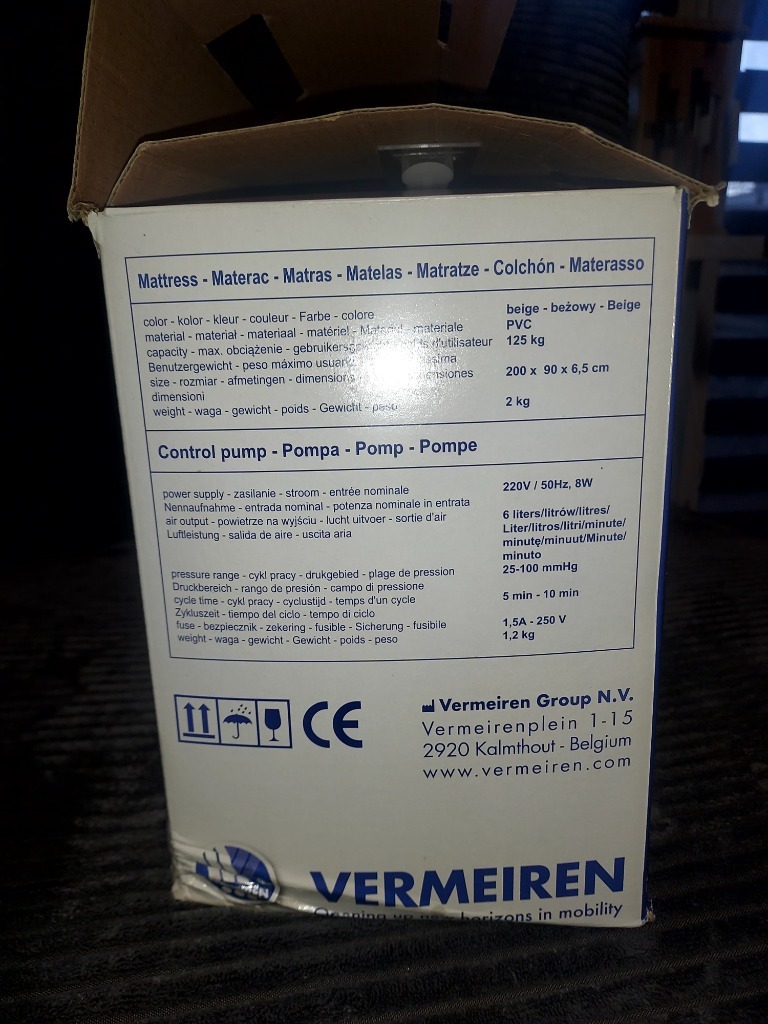 Mattress - Materac - Matras - Matelas - Matratze - Colchón - Materasso
color - kolor - kleur - couleur - Farbe - colore
beige - beżowy - Beige
material - materiał - materiaal - matériel - materiale
PVC
capacity - max. obciążenie - d'utilisateur
125 kg
Benutzergewicht - peso máximo
size - rozmiar - afmetingen -
200 x 90 x 6,5 cm
dimensioni
weight - waga - gewicht - poids - Gewicht - peso
2 kg
Control pump - Pompa - Pomp - Pompe
power supply - zasilanie - stroom - entrée nominale
220V / 50Hz, 8W
Nennaufnahme - entrada nominal - potenza nominale in entrata
air output - powietrze na wyjściu - lucht uitvoer - sortie d'air
6 liters/litrów/litres/
Luftleistung - salida de aire - uscita aria
Liter/litros/litri/minute/
minutę/minuut/Minute/
minuto
pressure range - cykl pracy - drukgebied - plage de pression
25-100 mmHg
Druckbereich - rango de presión - campo di pressione
cycle time - cykl pracy - cyclustijd - temps d'un cycle
5 min - 10 min
Zykluszeit - tiempo del ciclo - tempo di ciclo
fuse - bezpiecznik - zekering - fusible - Sicherung - fusibile
1,5A - 250 V
weight - waga - gewicht - Gewicht - poids - peso
1,2 kg
CE
Vermeiren Group N.V.
Vermeirenplein 1-15
2920 Kalmthout - Belgium
www.vermeiren.com
VERMEIREN
horizons in mobility